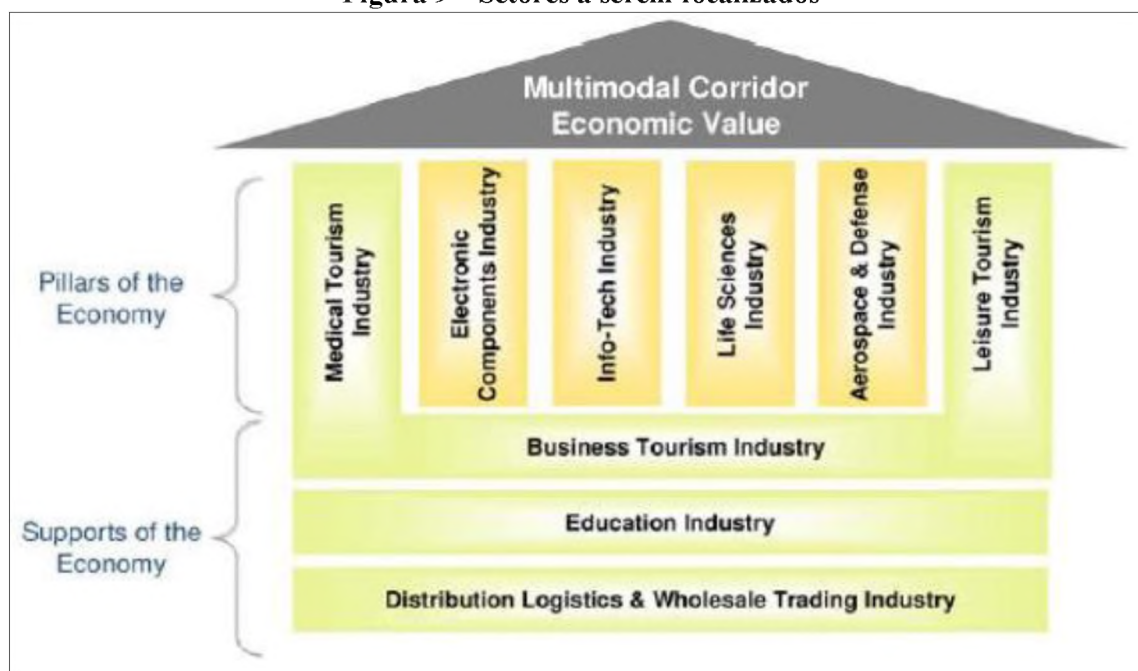 Figura 9 – Setores a serem focalizados
Multimodal Corridor
Economic Value
Pillars of the
Economy
Medical Tourism
Industry
Electronic
Components Industry
Info-Tech Industry
Life Sciences
Industry
Aerospace & Defense
Industry
Leisure Tourism
Industry
Business Tourism Industry
Supports of the
Economy
Education Industry
Distribution Logistics & Wholesale Trading Industry